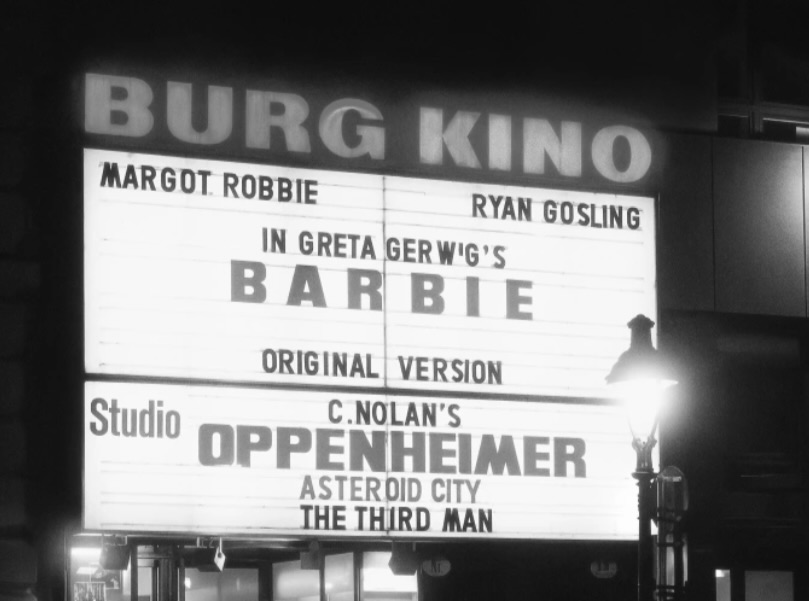 BURG KINO
MARGOT ROBBIE RYAN GOSLING
IN GRETA GERWIG'S
BARBIE
ORIGINAL VERSION
Studio C.NOLAN'S
OPPENHEIMER
ASTEROID CITY
THE THIRD MAN